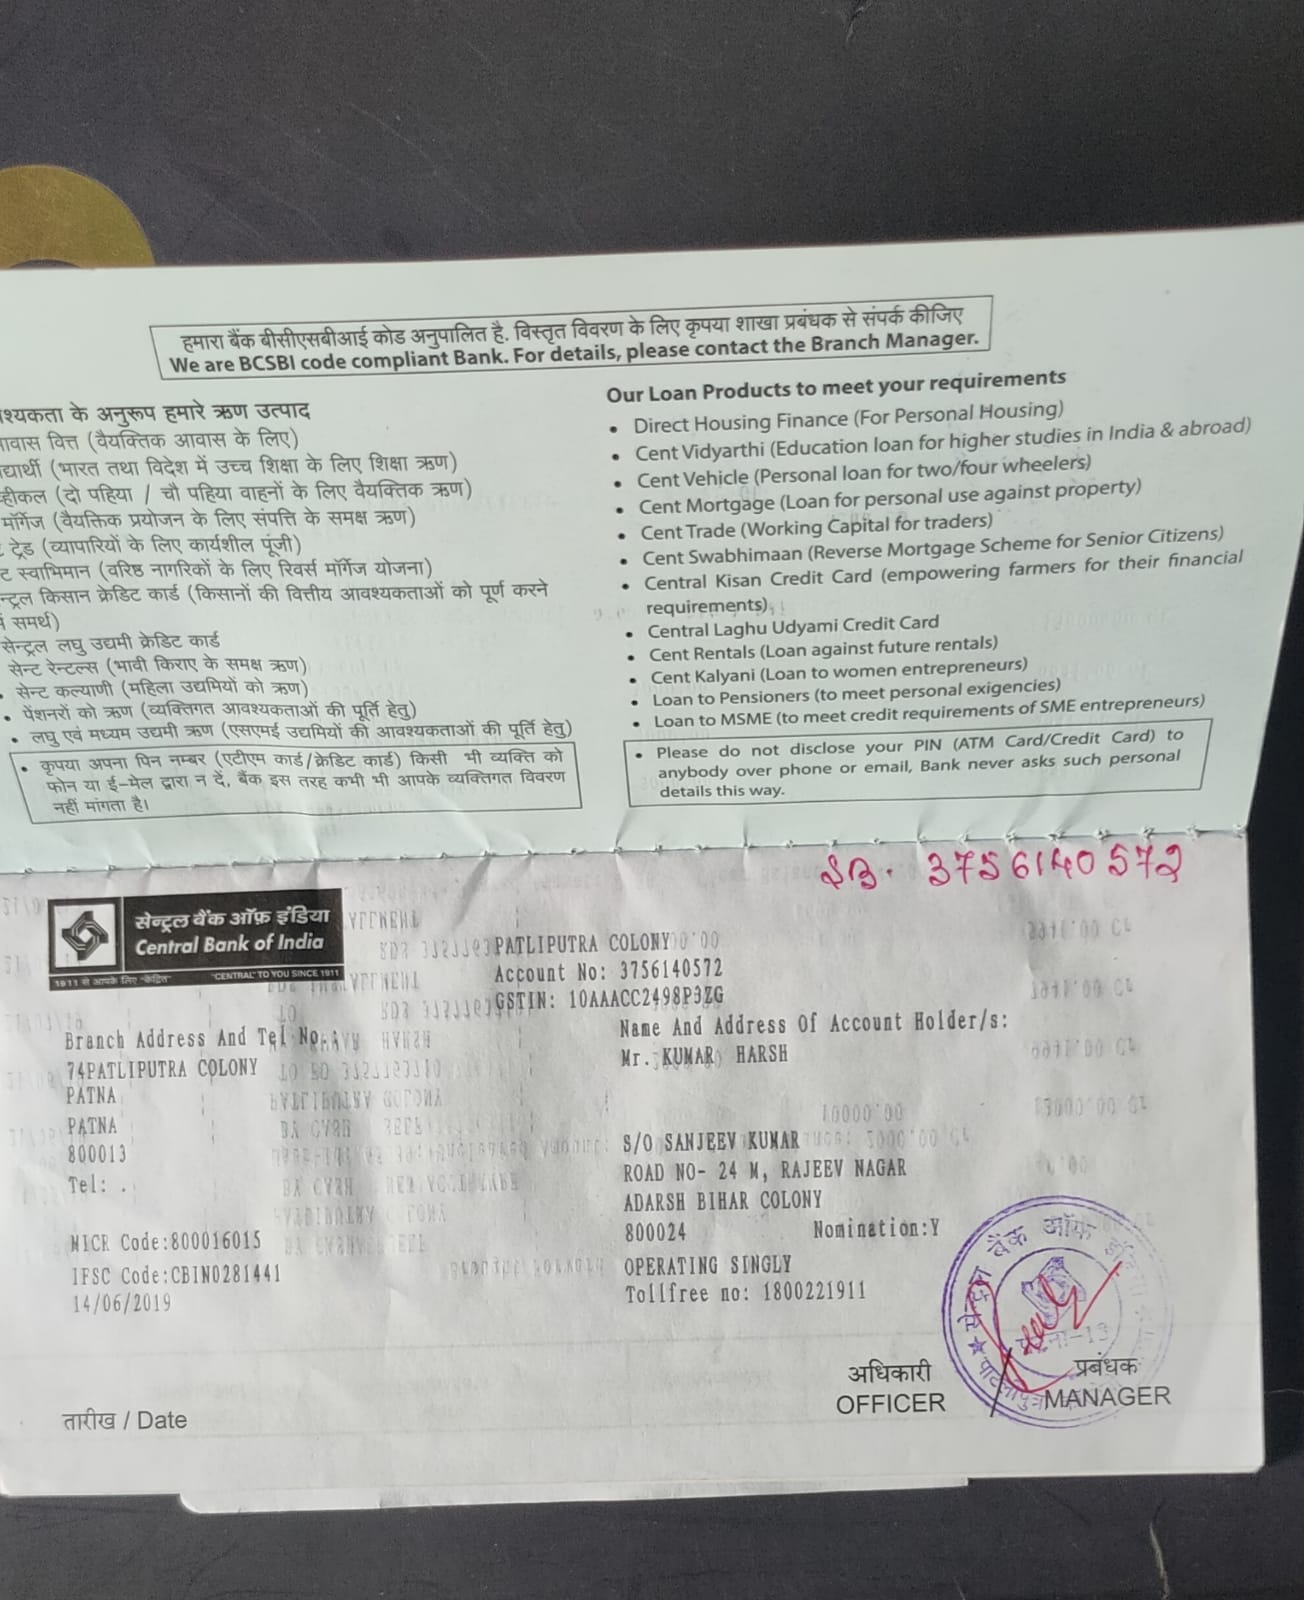 हमारा बैंक बीसीएसबीआई कोड अनुपालित है. विस्तृत विवरण के लिए कृपया शाखा प्रबंधक से संपर्क कीजिए
We are BCSBI code compliant Bank. For details, please contact the Branch Manager.
श्यकता के अनुरूप हमारे ऋण उत्पाद
वास वित्त (वैयक्तिक आवास के लिए)
द्यार्थी (भारत तथा विदेश में उच्च शिक्षा के लिए शिक्षा ऋण)
हीकल (दो पहिया / चौ पहिया वाहनों के लिए वैयक्तिक ऋण)
मॉर्गेज (वैयक्तिक प्रयोजन के लिए संपत्ति के समक्ष ऋण)
ट्रेड (व्यापारियों के लिए कार्यशील पूंजी)
ट स्वाभिमान (वरिष्ठ नागरिकों के लिए रिवर्स मॉर्गेज योजना)
न्ट्रल किसान क्रेडिट कार्ड (किसानों की वित्तीय आवश्यकताओं को पूर्ण करने
समर्थ)
सेन्ट्रल लघु उद्यमी क्रेडिट कार्ड
सेन्ट रेन्टल्स (भावी किराए के समक्ष ऋण)
• सेन्ट कल्याणी (महिला उद्यमियों को ऋण)
• पेंशनरों को ऋण (व्यक्तिगत आवश्यकताओं की पूर्ति हेतु)
• लघु एवं मध्यम उद्यमी ऋण (एसएमई उद्यमियों की आवश्यकताओं की पूर्ति हेतु)
• कृपया अपना पिन नम्बर (एटीएम कार्ड/क्रेडिट कार्ड) किसी भी व्यक्ति को
फोन या ई-मेल द्वारा न दें, बैंक इस तरह कभी भी आपके व्यक्तिगत विवरण
नहीं मांगता है।
Our Loan Products to meet your requirements
• Direct Housing Finance (For Personal Housing)
• Cent Vidyarthi (Education loan for higher studies in India & abroad)
• Cent Vehicle (Personal loan for two/four wheelers)
• Cent Mortgage (Loan for personal use against property)
• Cent Trade (Working Capital for traders)
• Cent Swabhimaan (Reverse Mortgage Scheme for Senior Citizens)
• Central Kisan Credit Card (empowering farmers for their financial
requirements)
• Central Laghu Udyami Credit Card
• Cent Rentals (Loan against future rentals)
• Cent Kalyani (Loan to women entrepreneurs)
• Loan to Pensioners (to meet personal exigencies)
• Loan to MSME (to meet credit requirements of SME entrepreneurs)
• Please do not disclose your PIN (ATM Card/Credit Card) to
anybody over phone or email, Bank never asks such personal
details this way.
SB. 3756140572
सेन्ट्रल बैंक ऑफ़ इंडिया
Central Bank of India
1911 से आपके लिए "केंद्रित" "CENTRAL" TO YOU SINCE 1911
PATLIPUTRA COLONY
Account No: 3756140572
GSTIN: 10AAACC2498P3ZG
Branch Address And Tel No.
74PATLIPUTRA COLONY
PATNA
PATNA
800013
Tel: .
MICR Code:800016015
IFSC Code:CBIN0281441
14/06/2019
Name And Address Of Account Holder/s:
Mr. KUMAR HARSH
S/O SANJEEV KUMAR
ROAD NO- 24 M, RAJEEV NAGAR
ADARSH BIHAR COLONY
800024 Nomination:Y
OPERATING SINGLY
Tollfree no: 1800221911
सेन्ट्रल बैंक ऑफ
पटना-13
तारीख / Date
अधिकारी / प्रबंधक
OFFICER / MANAGER